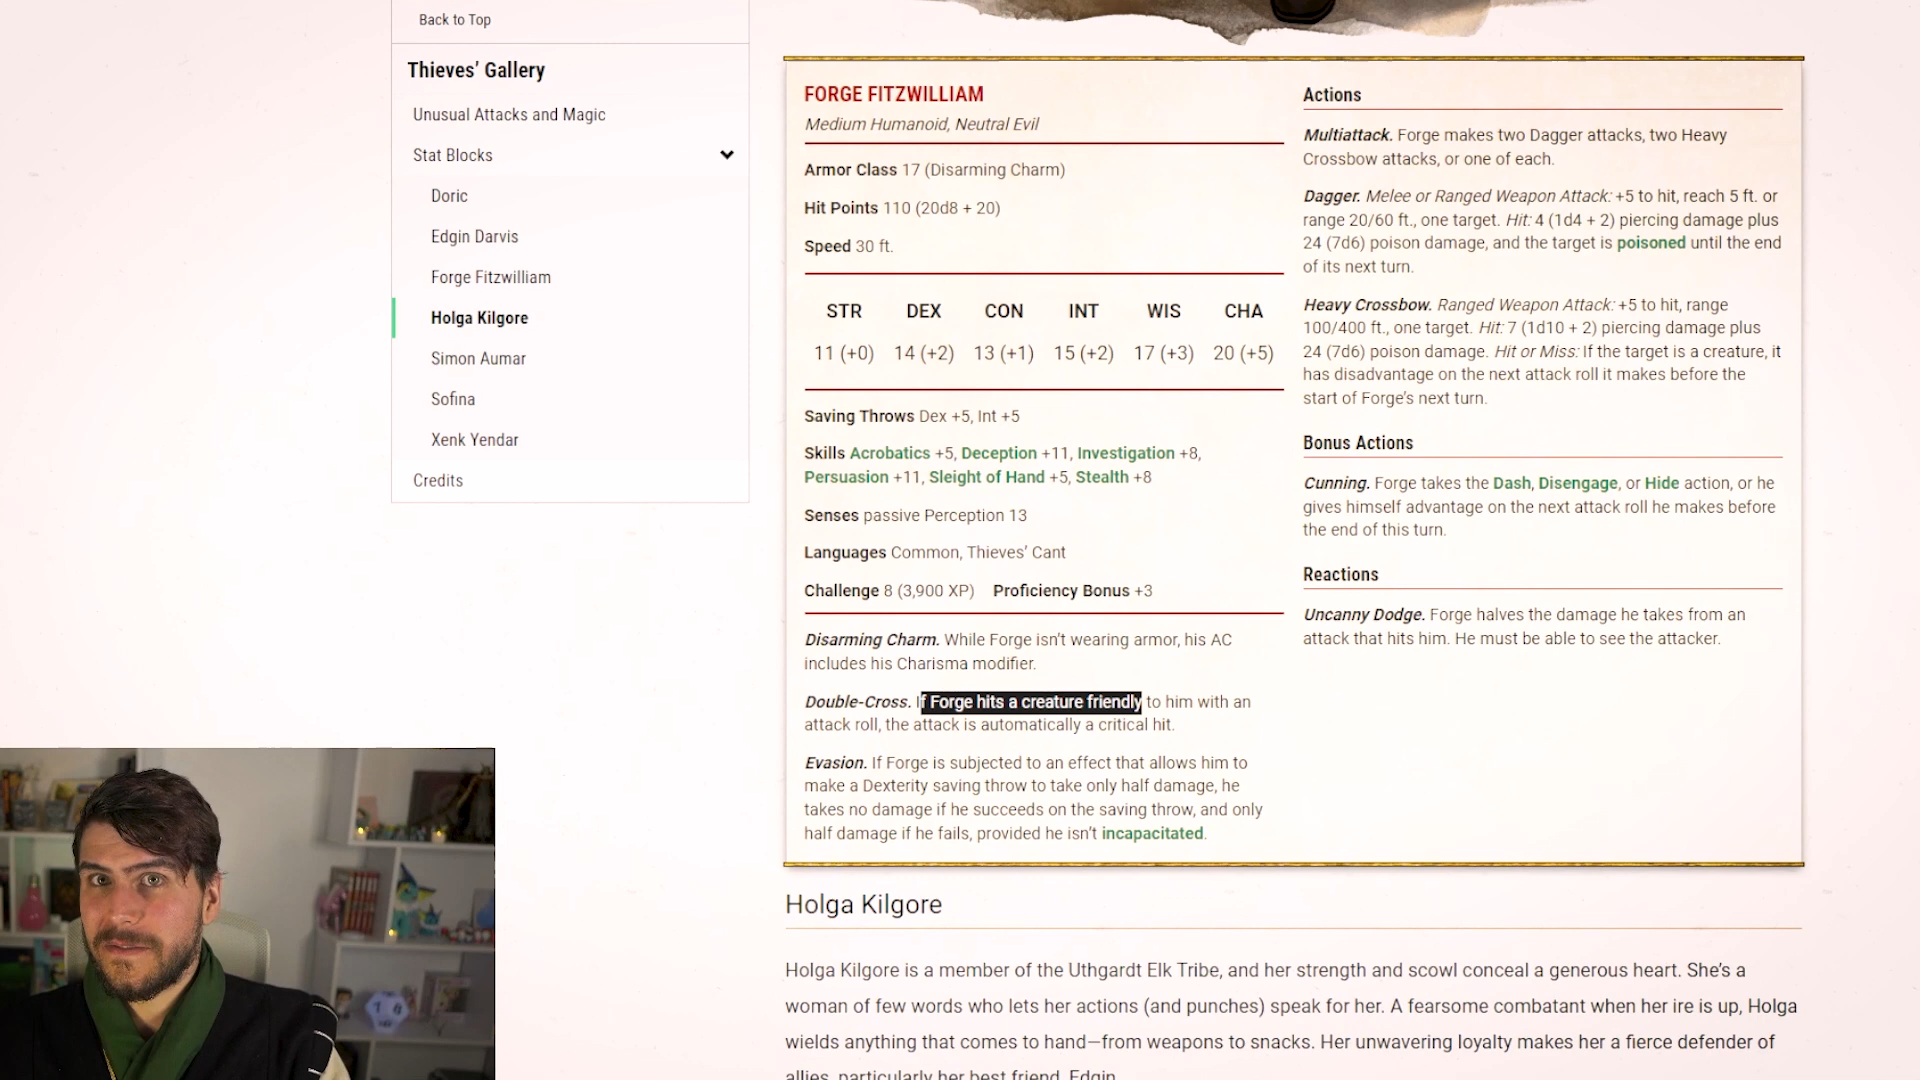 Back to Top
Thieves’ Gallery
Unusual Attacks and Magic
Stat Blocks
Doric
Edgin Darvis
Forge Fitzwilliam
Holga Kilgore
Simon Aumar
Sofina
Xenk Yendar
Credits
FORGE FITZWILLIAM
Medium Humanoid, Neutral Evil
Armor Class 17 (Disarming Charm)
Hit Points 110 (20d8 + 20)
Speed 30 ft.
STR DEX CON INT WIS CHA
11 (+0) 14 (+2) 13 (+1) 15 (+2) 17 (+3) 20 (+5)
Saving Throws Dex +5, Int +5
Skills Acrobatics +5, Deception +11, Investigation +8,
Persuasion +11, Sleight of Hand +5, Stealth +8
Senses passive Perception 13
Languages Common, Thieves’ Cant
Challenge 8 (3,900 XP) Proficiency Bonus +3
Disarming Charm. While Forge isn’t wearing armor, his AC
includes his Charisma modifier.
Double-Cross. If Forge hits a creature friendly to him with an
attack roll, the attack is automatically a critical hit.
Evasion. If Forge is subjected to an effect that allows him to
make a Dexterity saving throw to take only half damage, he
takes no damage if he succeeds on the saving throw, and only
half damage if he fails, provided he isn’t incapacitated.
Actions
Multiattack. Forge makes two Dagger attacks, two Heavy
Crossbow attacks, or one of each.
Dagger. Melee or Ranged Weapon Attack: +5 to hit, reach 5 ft. or
range 20/60 ft., one target. Hit: 4 (1d4 + 2) piercing damage plus
24 (7d6) poison damage, and the target is poisoned until the end
of its next turn.
Heavy Crossbow. Ranged Weapon Attack: +5 to hit, range
100/400 ft., one target. Hit: 7 (1d10 + 2) piercing damage plus
24 (7d6) poison damage. Hit or Miss: If the target is a creature, it
has disadvantage on the next attack roll it makes before the
start of Forge’s next turn.
Bonus Actions
Cunning. Forge takes the Dash, Disengage, or Hide action, or he
gives himself advantage on the next attack roll he makes before
the end of this turn.
Reactions
Uncanny Dodge. Forge halves the damage he takes from an
attack that hits him. He must be able to see the attacker.
Holga Kilgore
Holga Kilgore is a member of the Uthgardt Elk Tribe, and her strength and scowl conceal a generous heart. She’s a
woman of few words who lets her actions (and punches) speak for her. A fearsome combatant when her ire is up, Holga
wields anything that comes to hand—from weapons to snacks. Her unwavering loyalty makes her a fierce defender of
allies, particularly her best friend, Edgin.